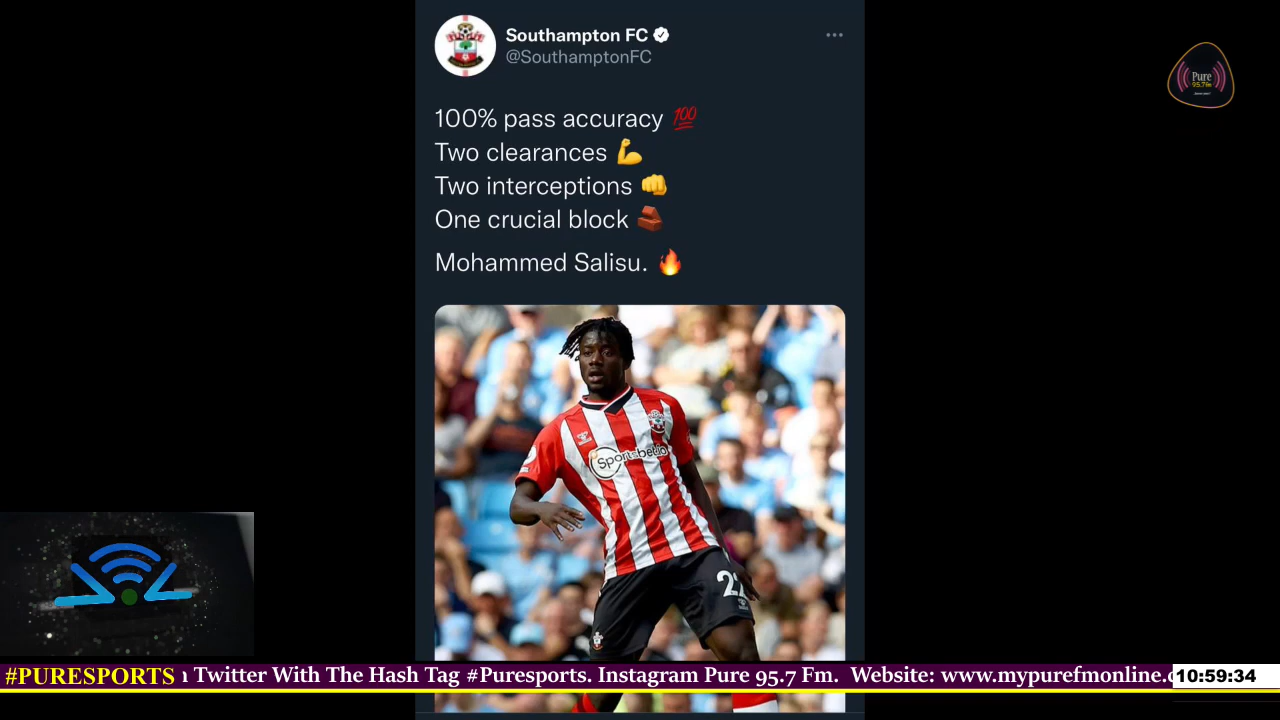 Southampton FC
@SouthamptonFC
Pure
95.7fm
100% pass accuracy 💯
Two clearances 💪
Two interceptions 👊
One crucial block 🧱
Mohammed Salisu. 🔥
Sportsbet.io
22
#PURESPORTS Twitter With The Hash Tag #Puresports. Instagram Pure 95.7 Fm. Website: www.mypurefmonline.
10:59:34